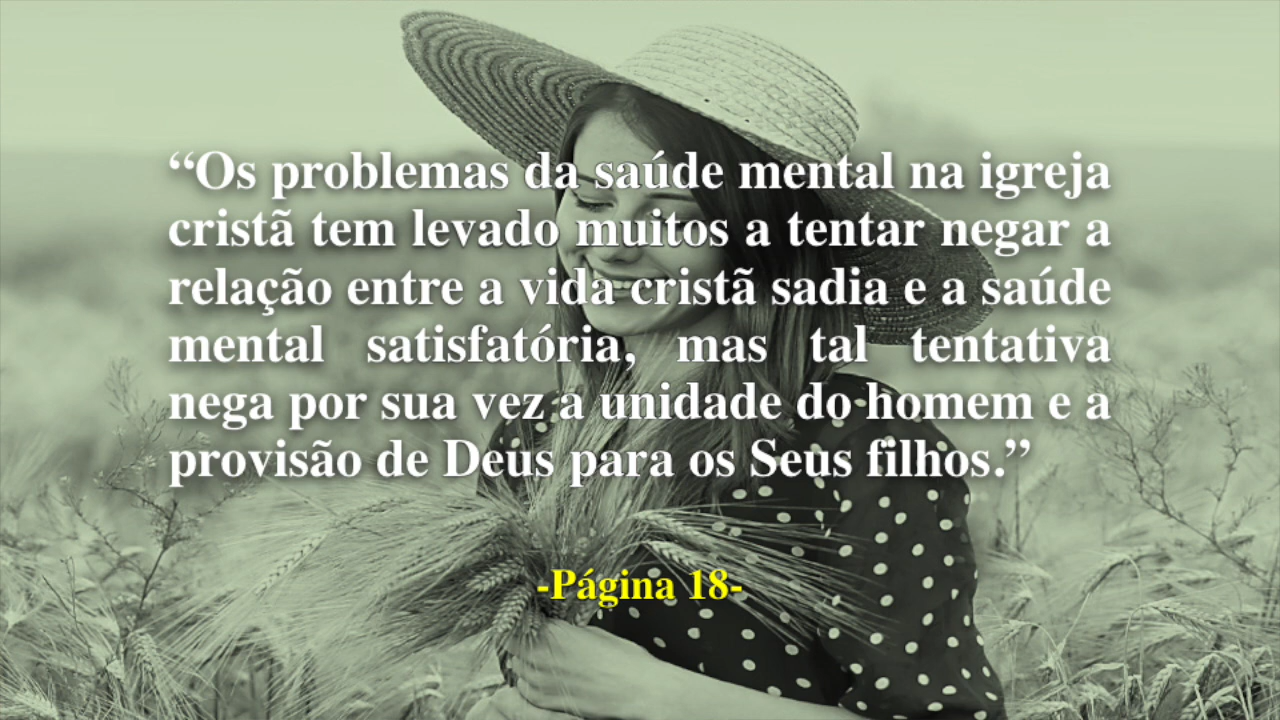 “Os problemas da saúde mental na igreja
cristã tem levado muitos a tentar negar a
relação entre a vida cristã sadia e a saúde
mental satisfatória, mas tal tentativa
nega por sua vez a unidade do homem e a
provisão de Deus para os Seus filhos.”
-Página 18-